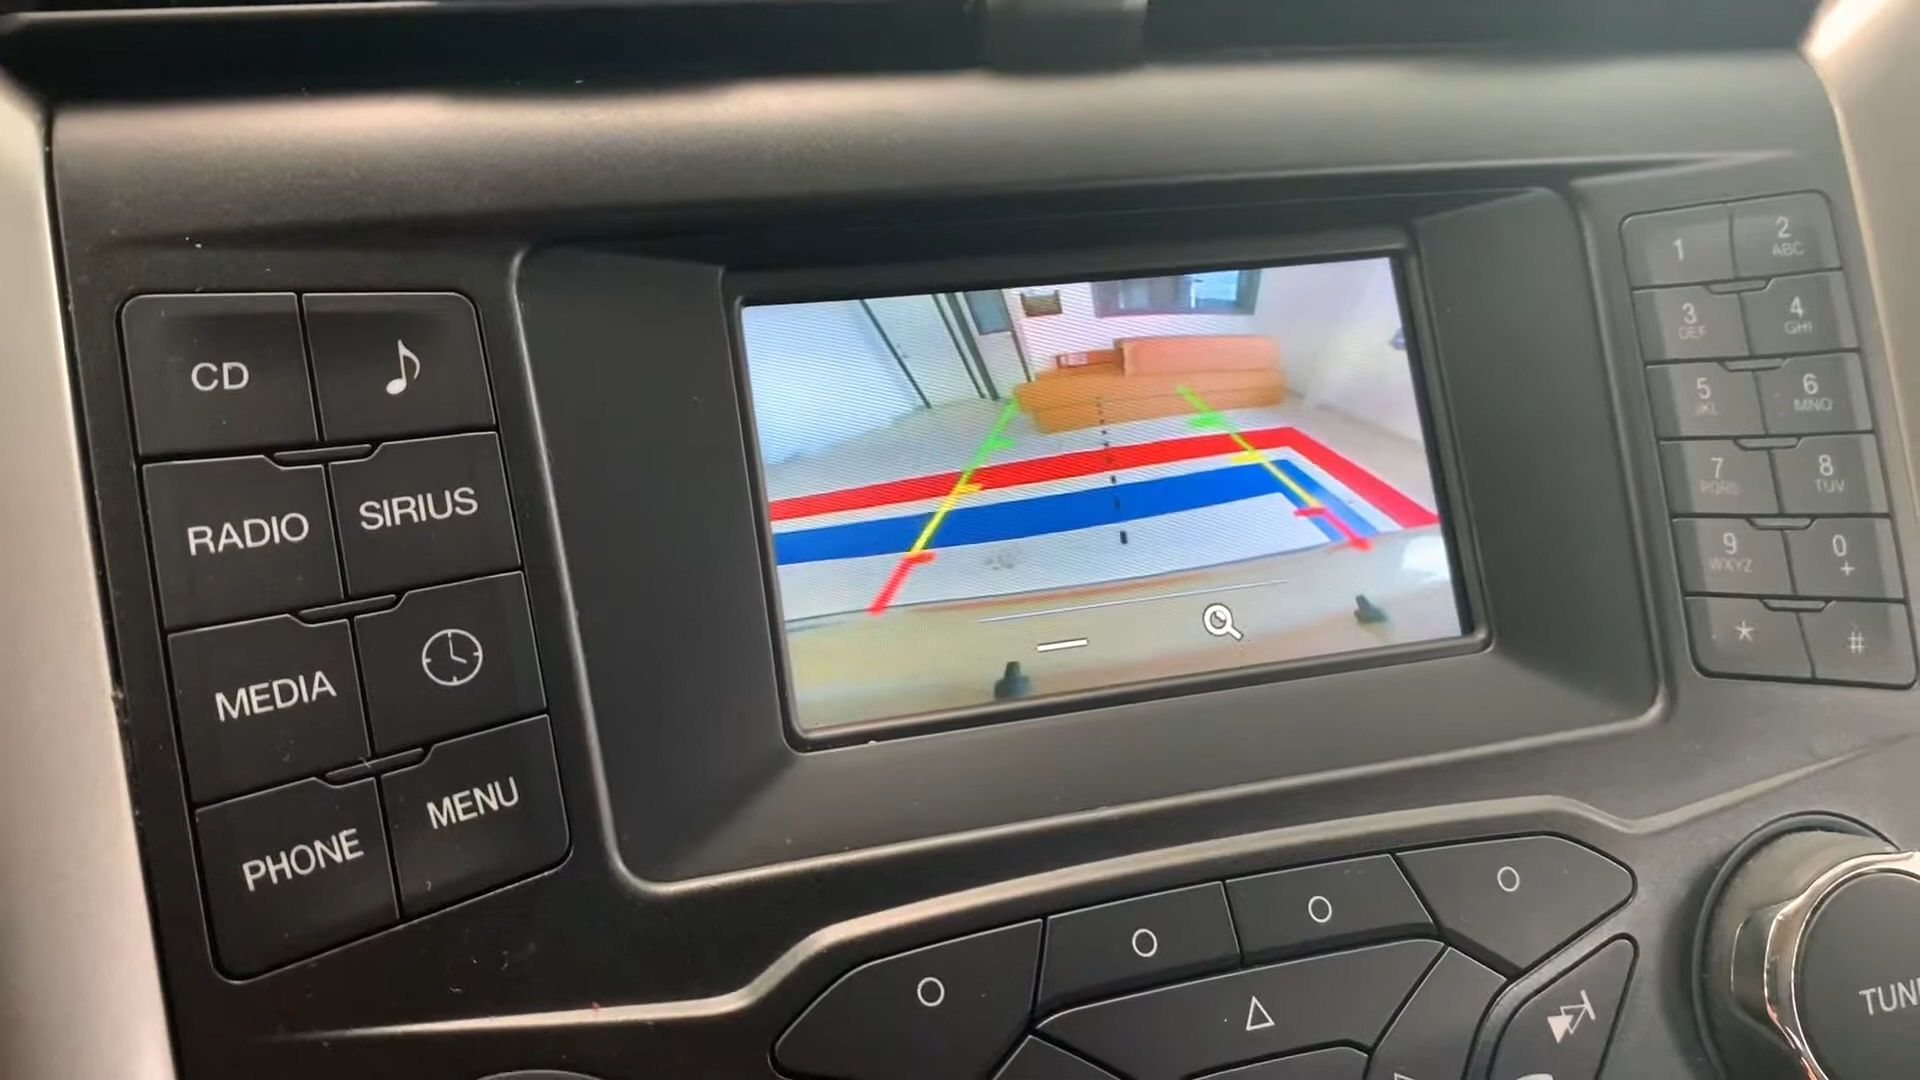 CD
RADIO
SIRIUS
MEDIA
PHONE
MENU
1
2
ABC
3
DEF
4
GHI
5
JKL
6
MNO
7
PQRS
8
TUV
9
WXYZ
0
+
*
#
TUN